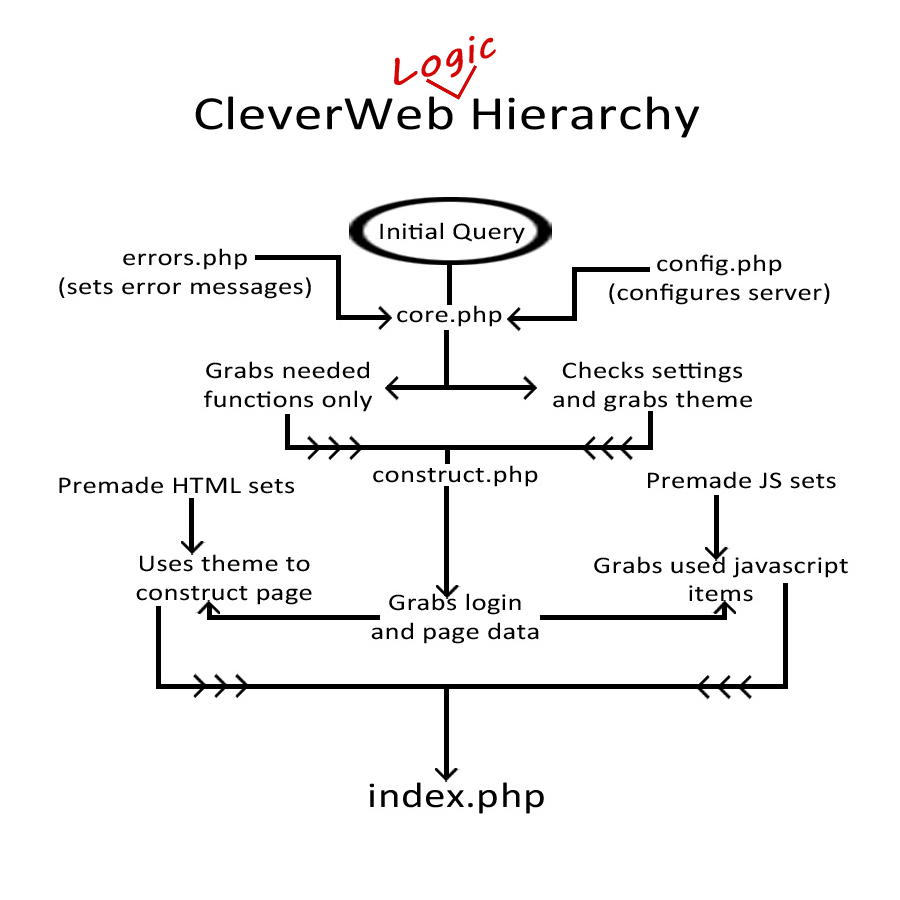 Logic
CleverWeb Hierarchy
Initial Query
errors.php
(sets error messages)
config.php
(configures server)
core.php
Grabs needed
functions only
Checks settings
and grabs theme
construct.php
Premade HTML sets
Premade JS sets
Uses theme to
construct page
Grabs used javascript
items
Grabs login
and page data
index.php